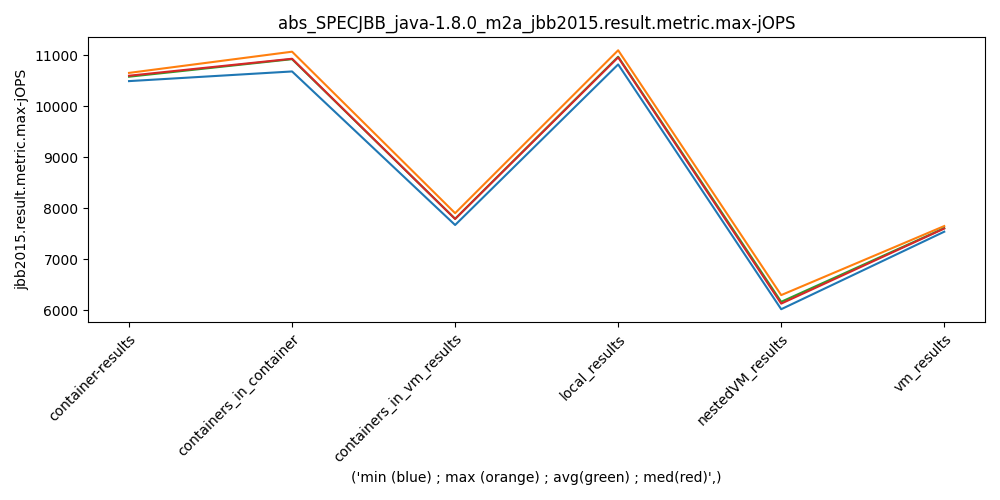 abs_SPECJBB_java-1.8.0_m2a_jbb2015.result.metric.max-jOPS
jbb2015.result.metric.max-jOPS
11000
10000
9000
8000
7000
6000
container-results
containers_in_container
containers_in_vm_results
local_results
nestedVM_results
vm_results
('min (blue) ; max (orange) ; avg(green) ; med(red)',)